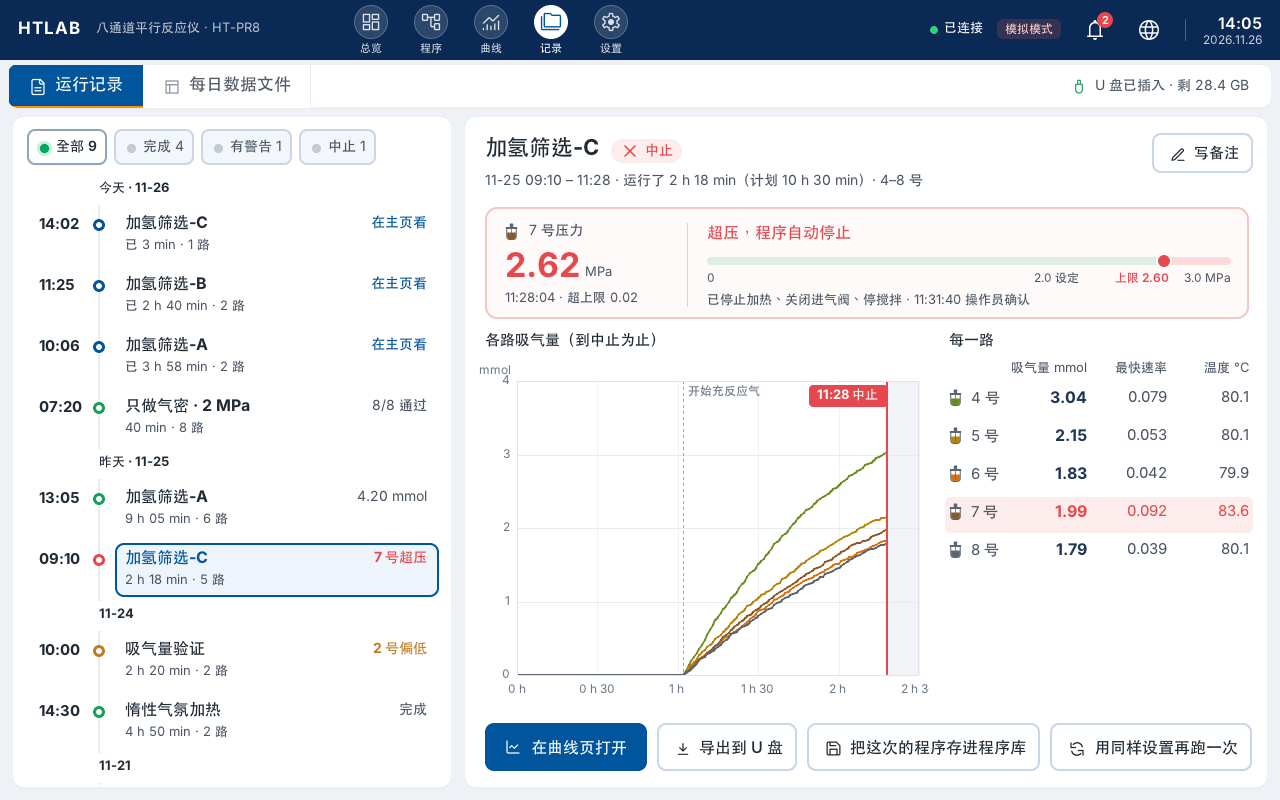 HTLAB 八通道平行反应仪 · HT-PR8
总览 程序 曲线 记录 设置
已连接 模拟模式 2 14:05
2026.11.26
运行记录 每日数据文件 U 盘已插入 · 剩 28.4 GB
全部 9 完成 4 有警告 1 中止 1
今天 · 11-26
14:02 加氢筛选-C 在主页看
已 3 min · 1 路
11:25 加氢筛选-B 在主页看
已 2 h 40 min · 2 路
10:06 加氢筛选-A 在主页看
已 3 h 58 min · 2 路
07:20 只做气密 · 2 MPa 8/8 通过
40 min · 8 路
昨天 · 11-25
13:05 加氢筛选-A 4.20 mmol
9 h 05 min · 6 路
09:10 加氢筛选-C 7 号超压
2 h 18 min · 5 路
11-24
10:00 吸气量验证 2 号偏低
2 h 20 min · 2 路
14:30 惰性气氛加热 完成
4 h 50 min · 2 路
11-21
加氢筛选-C 中止 写备注
11-25 09:10 – 11:28 · 运行了 2 h 18 min（计划 10 h 30 min）· 4–8 号
7 号压力
2.62 MPa
11:28:04 · 超上限 0.02
超压，程序自动停止
0 2.0 设定 上限 2.60 3.0 MPa
已停止加热、关闭进气阀、停搅拌 · 11:31:40 操作员确认
各路吸气量（到中止为止）
mmol
4
3
2
1
0
开始充反应气 11:28 中止
0 h 0 h 30 1 h 1 h 30 2 h 2 h 3
每一路
吸气量 mmol 最快速率 温度 °C
4 号 3.04 0.079 80.1
5 号 2.15 0.053 80.1
6 号 1.83 0.042 79.9
7 号 1.99 0.092 83.6
8 号 1.79 0.039 80.1
在曲线页打开 导出到 U 盘 把这次的程序存进程序库 用同样设置再跑一次